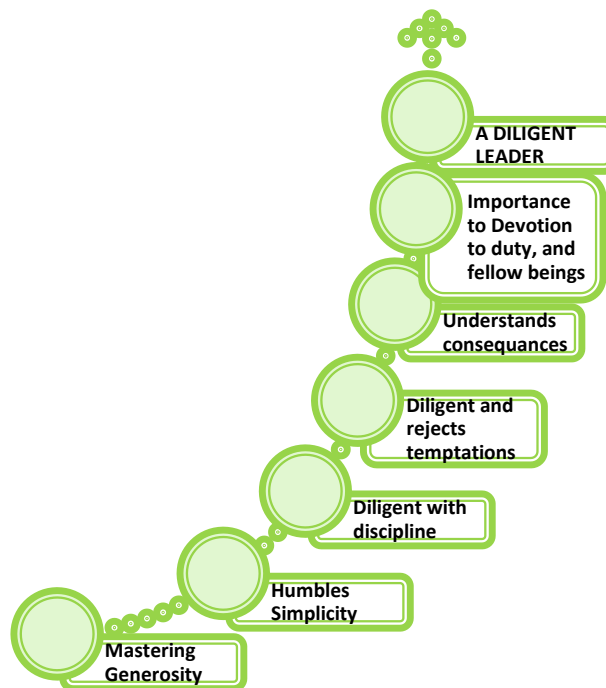 A DILIGENT
LEADER
Importance
to Devotion
to duty, and
fellow beings
Understands
consequances
Diligent and
rejects
temptations
Diligent with
discipline
Humbles
Simplicity
Mastering
Generosity